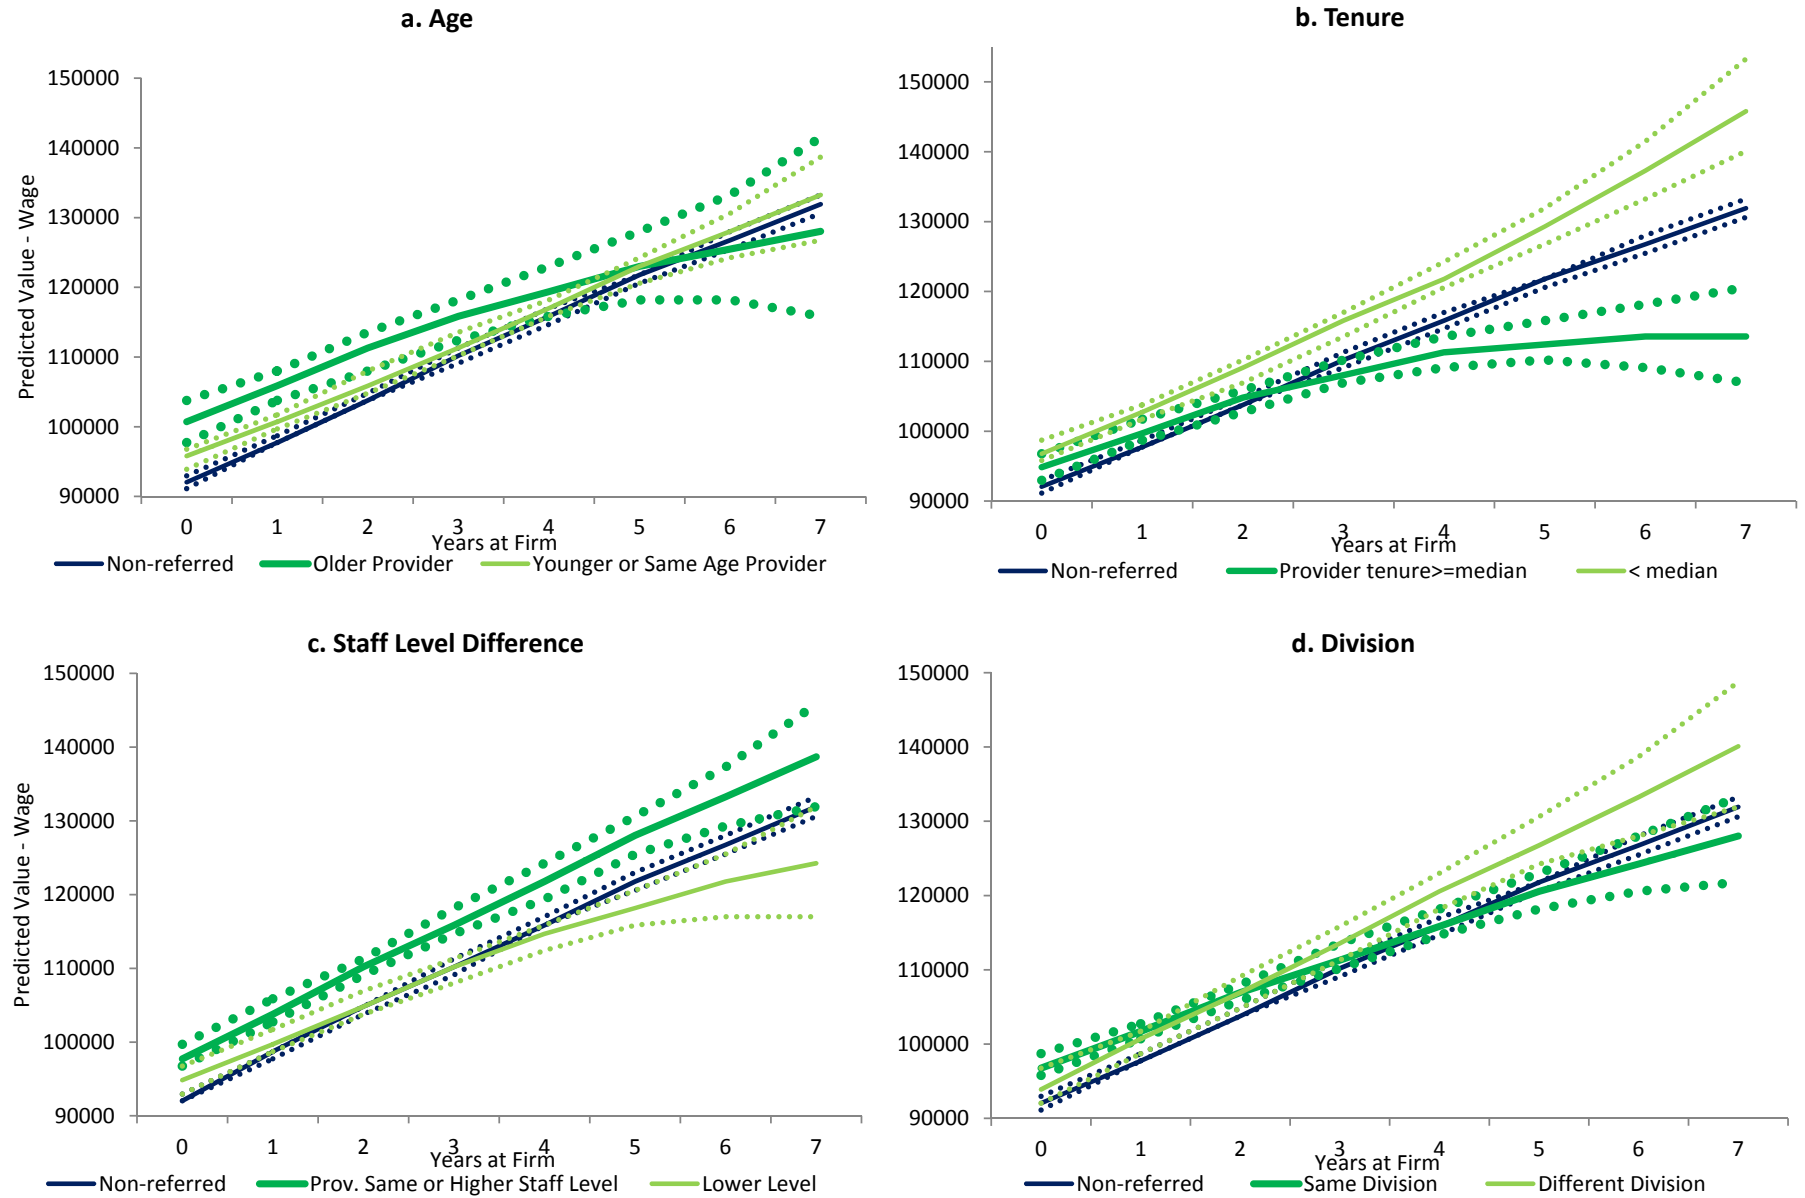 a. Age
150000
140000
130000
120000
110000
100000
90000
Predicted Value - Wage
0 1 2 3 4 5 6 7
Years at Firm
Non-referred Older Provider Younger or Same Age Provider
b. Tenure
150000
140000
130000
120000
110000
100000
90000
0 1 2 3 4 5 6 7
Years at Firm
Non-referred Provider tenure>=median < median
c. Staff Level Difference
150000
140000
130000
120000
110000
100000
90000
Predicted Value - Wage
0 1 2 3 4 5 6 7
Years at Firm
Non-referred Prov. Same or Higher Staff Level Lower Level
d. Division
150000
140000
130000
120000
110000
100000
90000
0 1 2 3 4 5 6 7
Years at Firm
Non-referred Same Division Different Division